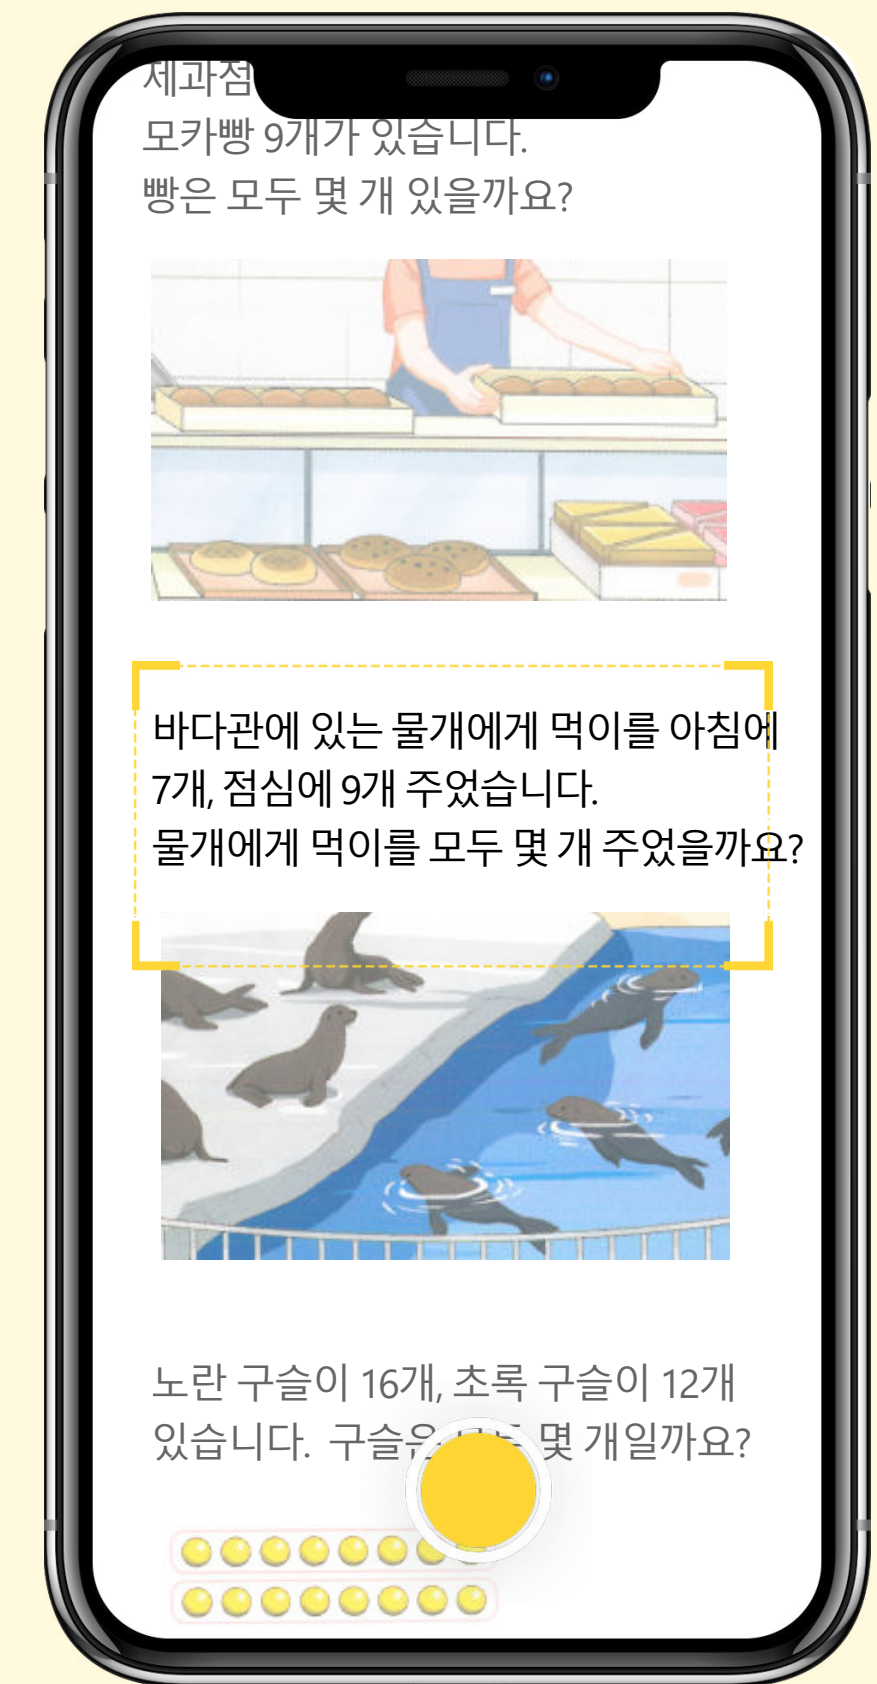 제과점
모카빵 9개가 있습니다.
빵은 모두 몇 개 있을까요?
바다관에 있는 물개에게 먹이를 아침에
7개, 점심에 9개 주었습니다.
물개에게 먹이를 모두 몇 개 주었을까요?
노란 구슬이 16개, 초록 구슬이 12개
있습니다. 구슬은 몇 개일까요?